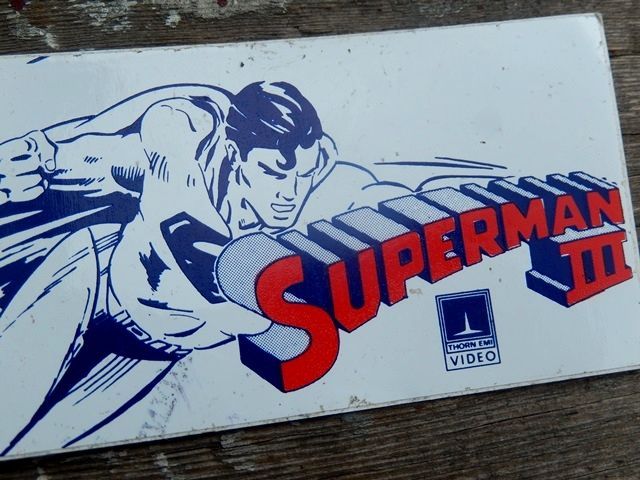 SUPERMAN
III
THORN EMI
VIDEO